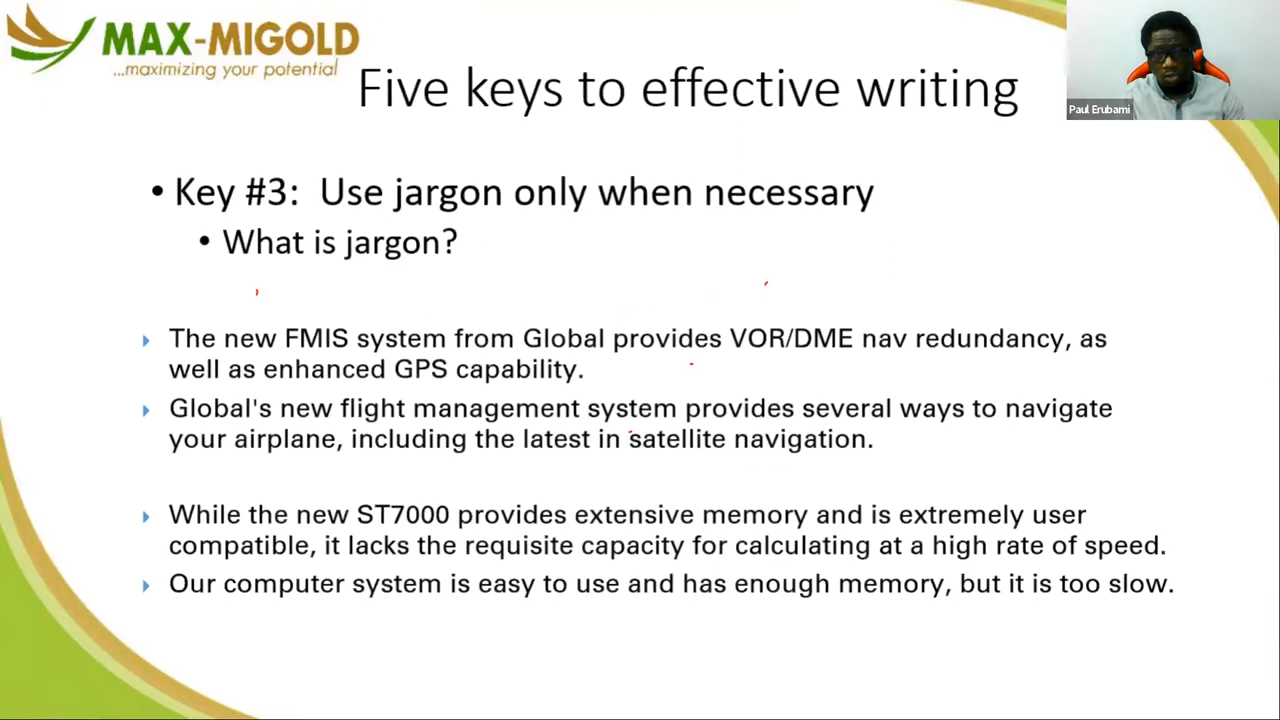 MAX-MIGOLD
...maximizing your potential
Paul Erubami
Five keys to effective writing
• Key #3: Use jargon only when necessary
• What is jargon?
The new FMIS system from Global provides VOR/DME nav redundancy, as
well as enhanced GPS capability.
Global's new flight management system provides several ways to navigate
your airplane, including the latest in satellite navigation.
While the new ST7000 provides extensive memory and is extremely user
compatible, it lacks the requisite capacity for calculating at a high rate of speed.
Our computer system is easy to use and has enough memory, but it is too slow.